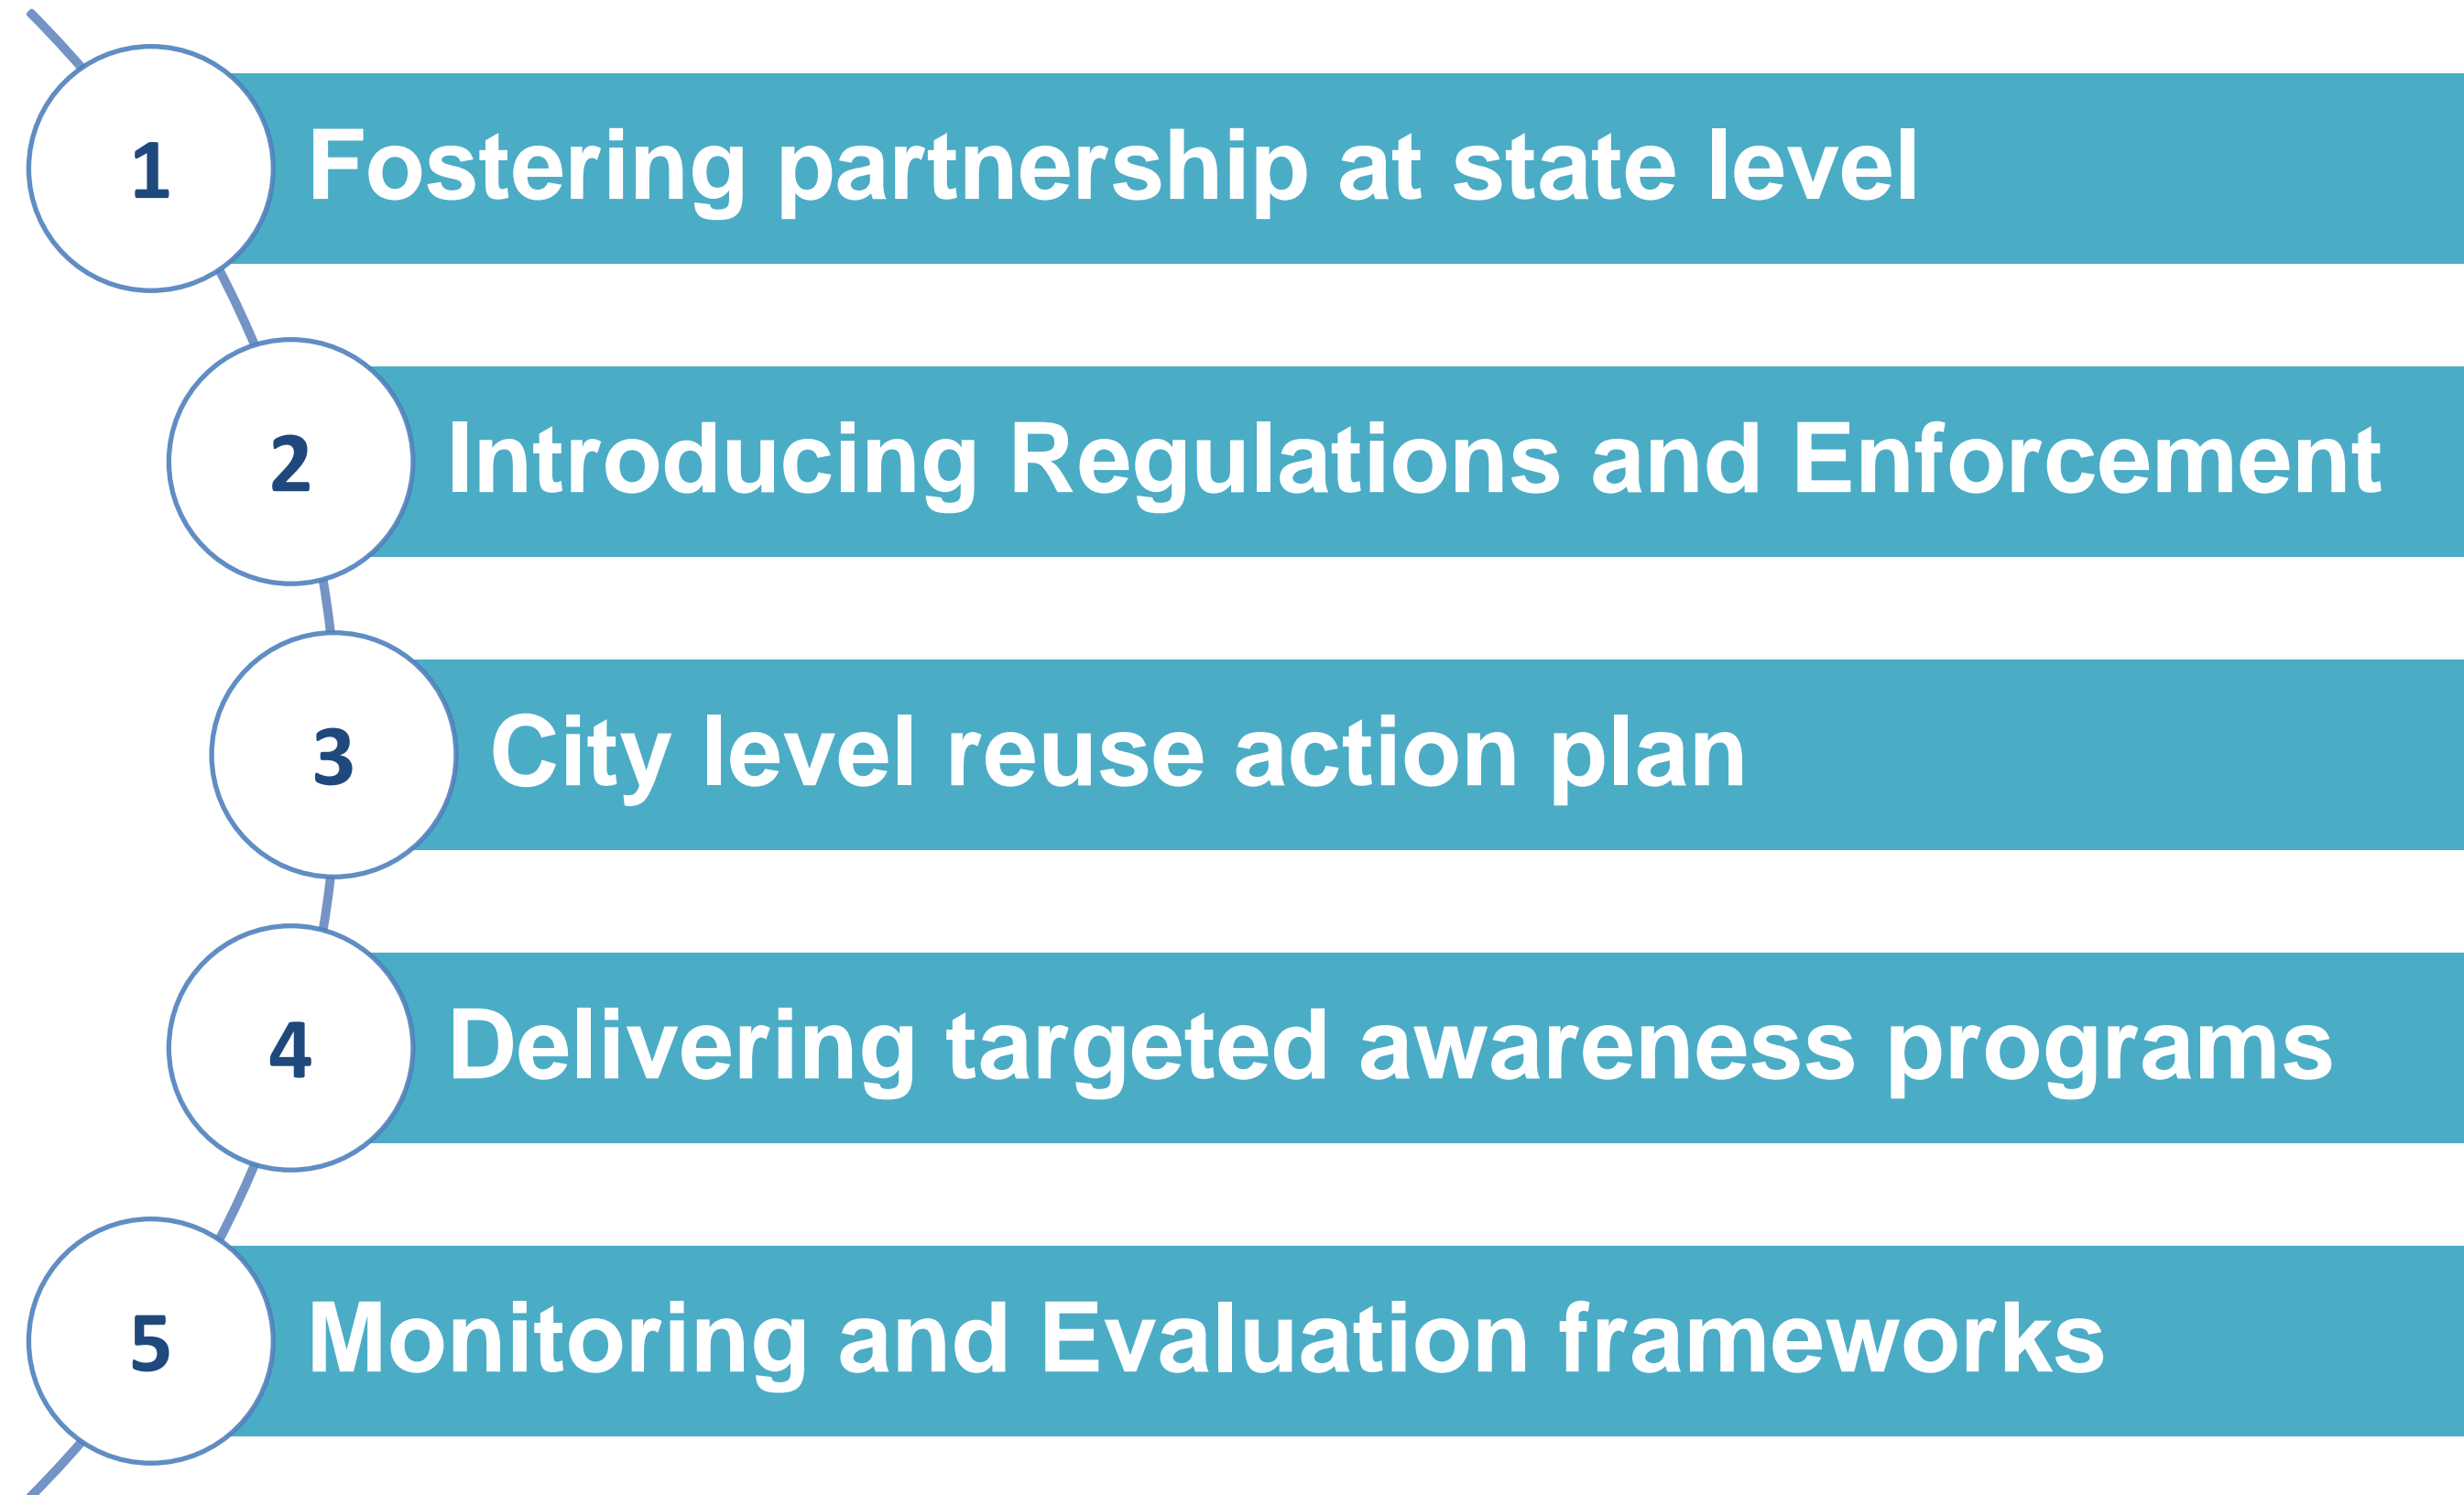 1 Fostering partnership at state level
2 Introducing Regulations and Enforcement
3 City level reuse action plan
4 Delivering targeted awareness programs
5 Monitoring and Evaluation frameworks